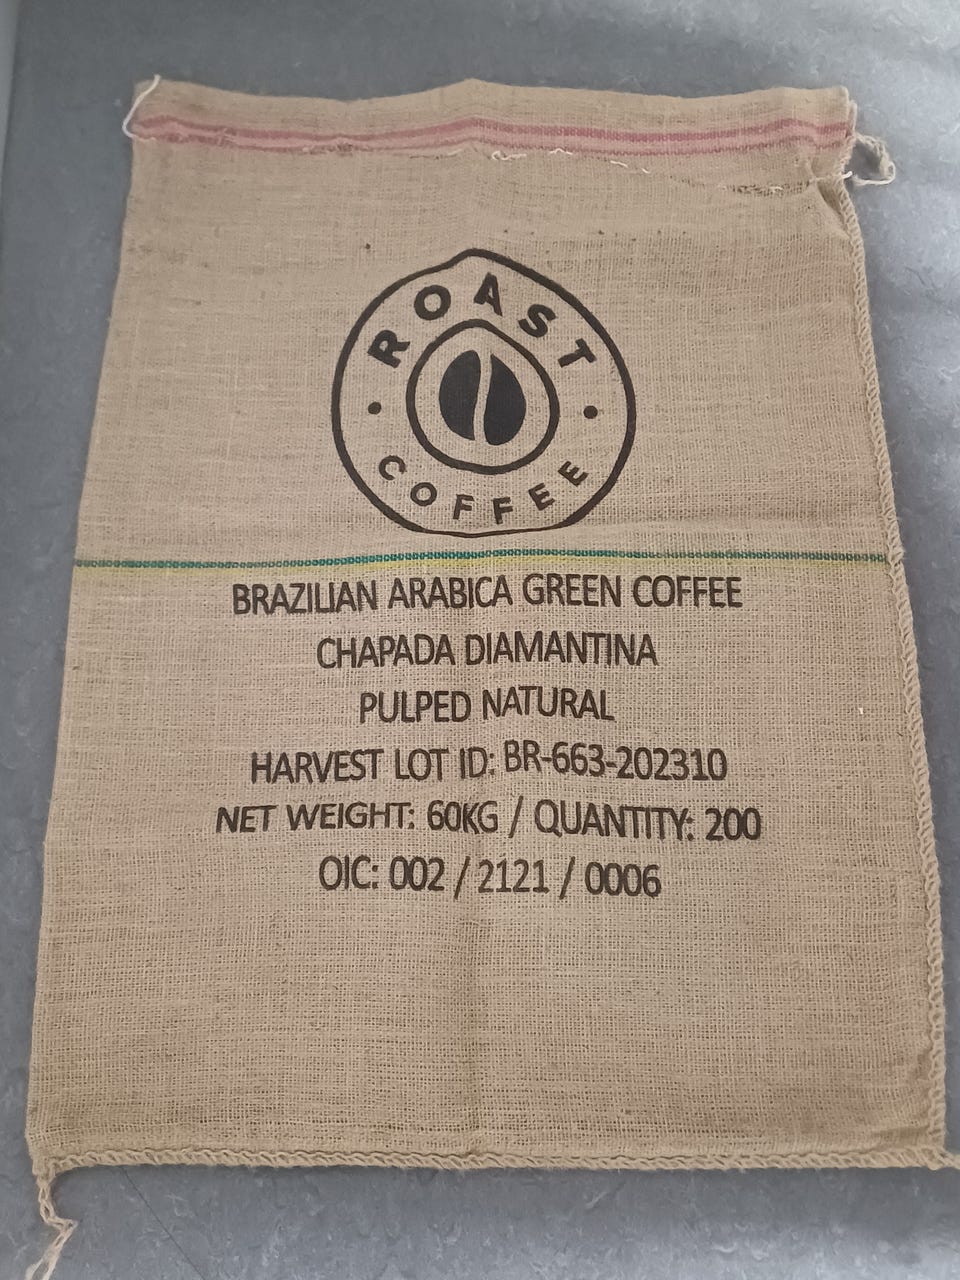 ROAST
COFFEE
BRAZILIAN ARABICA GREEN COFFEE
CHAPADA DIAMANTINA
PULPED NATURAL
HARVEST LOT ID: BR-663-202310
NET WEIGHT: 60KG / QUANTITY: 200
OIC: 002 / 2121 / 0006